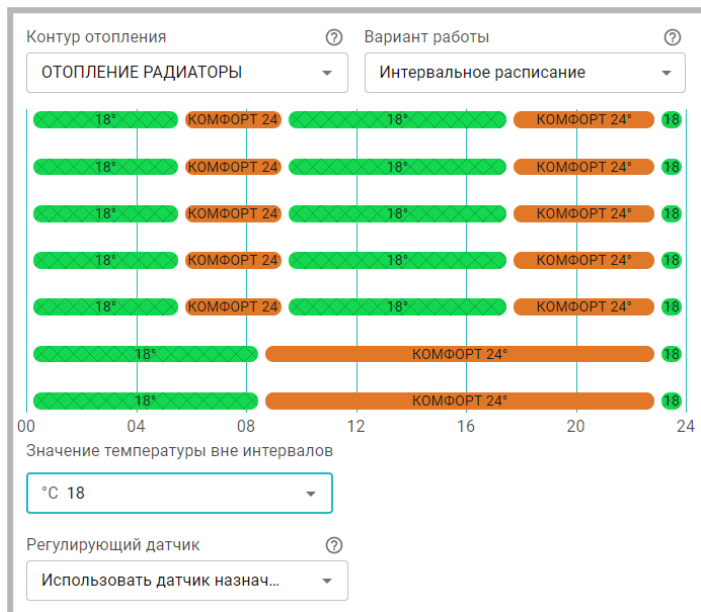 Контур отопления Вариант работы
ОТОПЛЕНИЕ РАДИАТОРЫ Интервальное расписание
18° КОМФОРТ 24 18° КОМФОРТ 24° 18
18° КОМФОРТ 24 18° КОМФОРТ 24° 18
18° КОМФОРТ 24 18° КОМФОРТ 24° 18
18° КОМФОРТ 24 18° КОМФОРТ 24° 18
18° КОМФОРТ 24 18° КОМФОРТ 24° 18
18° КОМФОРТ 24° 18
18° КОМФОРТ 24° 18
00 04 08 12 16 20 24
Значение температуры вне интервалов
°C 18
Регулирующий датчик
Использовать датчик назнач...